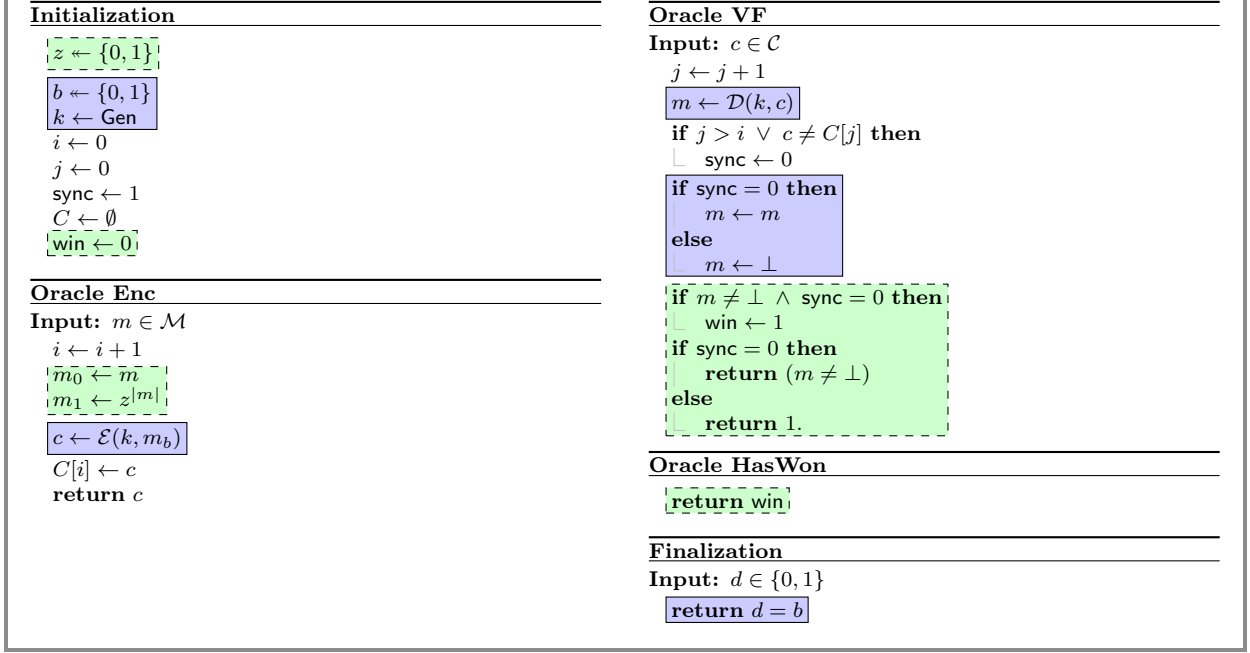 Initialization
z ↞ {0, 1}
b ↞ {0, 1}
k ← Gen
i ← 0
j ← 0
sync ← 1
C ← ∅
win ← 0
Oracle Enc
Input: m ∈ ℳ
i ← i + 1
m₀ ← m
m₁ ← z^{|m|}
c ← ℰ(k, m_b)
C[i] ← c
return c
Oracle VF
Input: c ∈ 𝒞
j ← j + 1
m ← 𝒟(k, c)
if j > i ∨ c ≠ C[j] then
sync ← 0
if sync = 0 then
m ← m
else
m ← ⊥
if m ≠ ⊥ ∧ sync = 0 then
win ← 1
if sync = 0 then
return (m ≠ ⊥)
else
return 1.
Oracle HasWon
return win
Finalization
Input: d ∈ {0, 1}
return d = b